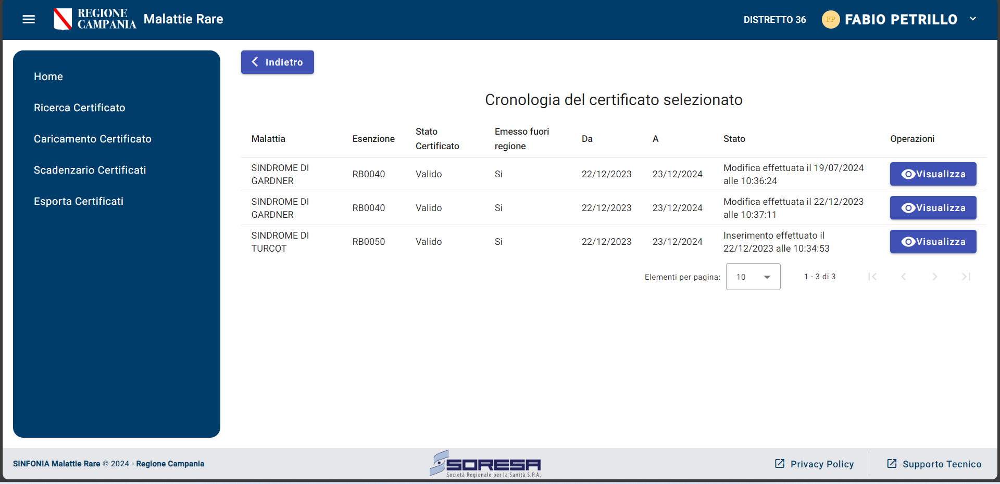 REGIONE
CAMPANIA
Malattie Rare
DISTRETTO 36
FP
FABIO PETRILLO
Home
Ricerca Certificato
Caricamento Certificato
Scadenzario Certificati
Esporta Certificati
Indietro
Cronologia del certificato selezionato
Malattia Esenzione Stato Certificato Emesso fuori regione Da A Stato Operazioni
SINDROME DI GARDNER RB0040 Valido Si 22/12/2023 23/12/2024 Modifica effettuata il 19/07/2024 alle 10:36:24 Visualizza
SINDROME DI GARDNER RB0040 Valido Si 22/12/2023 23/12/2024 Modifica effettuata il 22/12/2023 alle 10:37:11 Visualizza
SINDROME DI TURCOT RB0050 Valido Si 22/12/2023 23/12/2024 Inserimento effettuato il 22/12/2023 alle 10:34:53 Visualizza
Elementi per pagina: 10 1 - 3 di 3
SINFONIA Malattie Rare © 2024 - Regione Campania
SORESA
Società Regionale per la Sanità S.P.A.
Privacy Policy
Supporto Tecnico